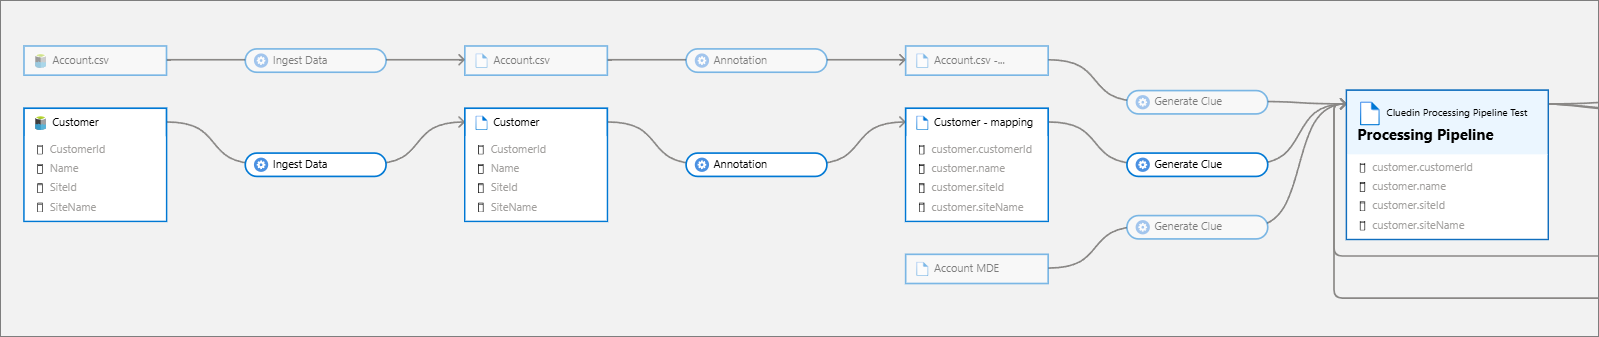 Account.csv
Ingest Data
Account.csv
Annotation
Account.csv -...
Generate Clue
Customer
CustomerId
Name
SiteId
SiteName
Ingest Data
Customer
CustomerId
Name
SiteId
SiteName
Annotation
Customer - mapping
customer.customerId
customer.name
customer.siteId
customer.siteName
Generate Clue
Account MDE
Generate Clue
Cluedin Processing Pipeline Test
Processing Pipeline
customer.customerId
customer.name
customer.siteId
customer.siteName